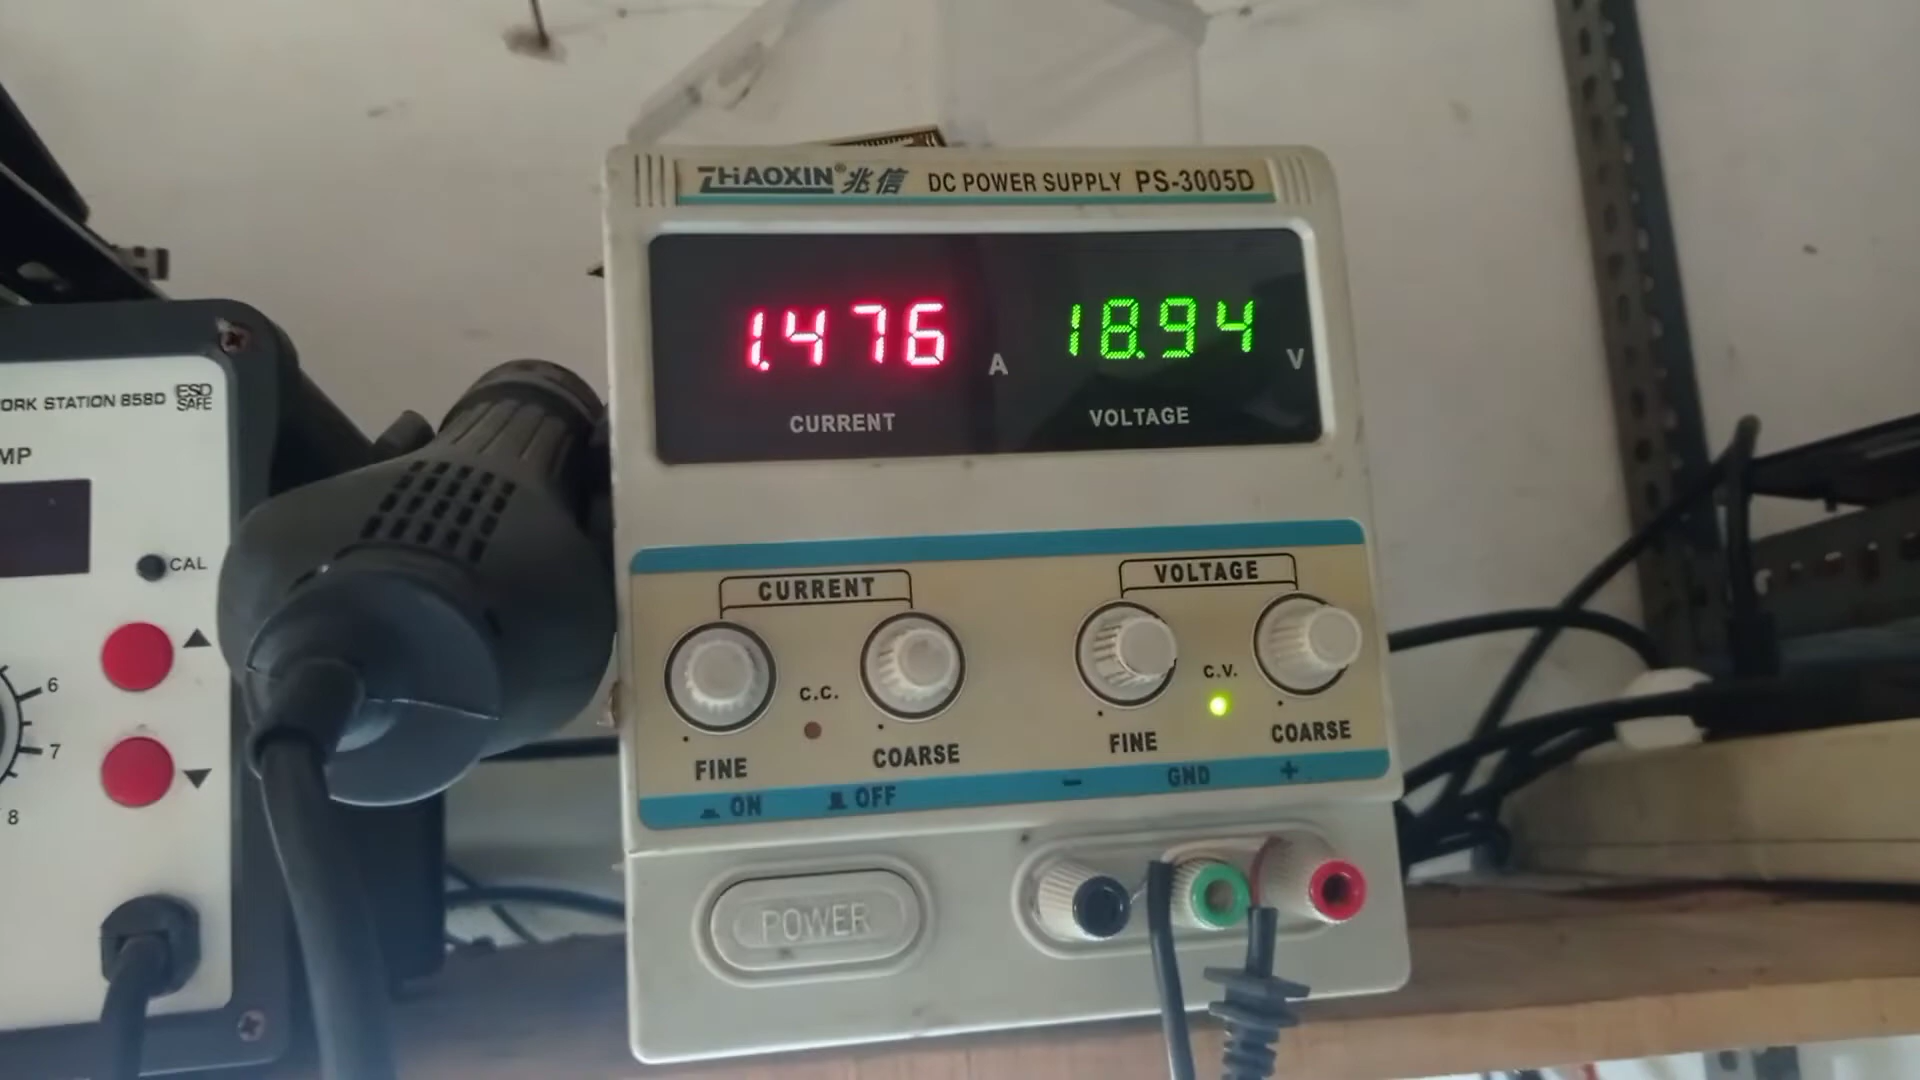 ZHAOXIN® 兆信 DC POWER SUPPLY PS-3005D
1.476 A 18.94 V
CURRENT VOLTAGE
ORK STATION 858D ESD SAFE
MP
CAL
6
7
8
CURRENT VOLTAGE
C.C. C.V.
FINE COARSE FINE COARSE
ON OFF − GND +
POWER